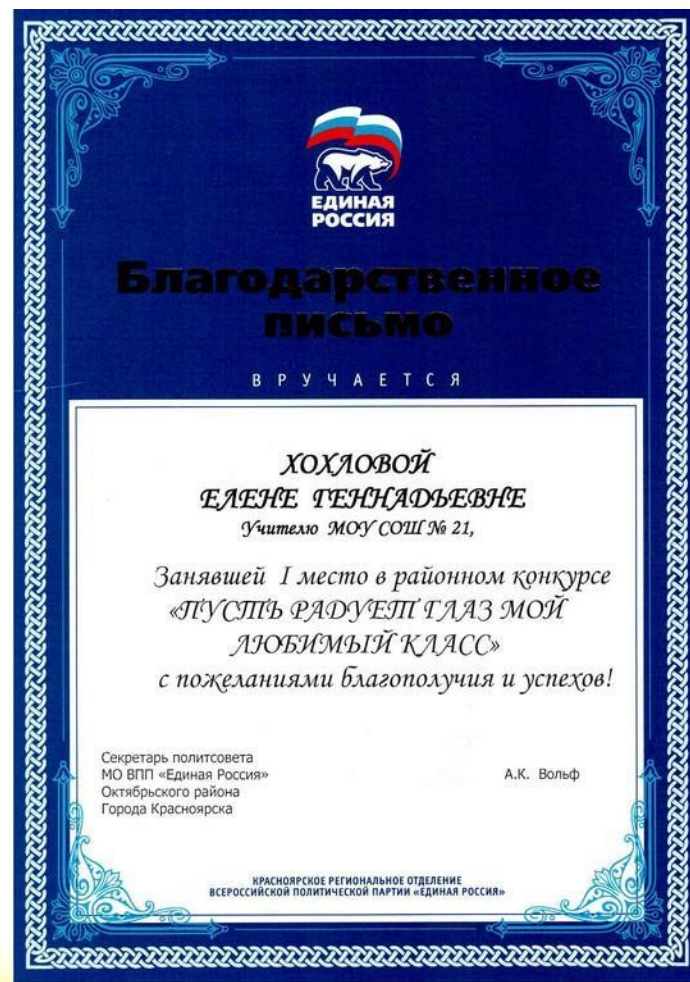 ЕДИНАЯ
РОССИЯ
Благодарственное
письмо
ВРУЧАЕТСЯ
ХОХЛОВОЙ
ЕЛЕНЕ ГЕННАДЬЕВНЕ
Учителю МОУ СОШ № 21,
Занявшей I место в районном конкурсе
«ПУСТЬ РАДУЕТ ГЛАЗ МОЙ
ЛЮБИМЫЙ КЛАСС»
с пожеланиями благополучия и успехов!
Секретарь политсовета
МО ВПП «Единая Россия»
Октябрьского района
Города Красноярска
А.К. Вольф
КРАСНОЯРСКОЕ РЕГИОНАЛЬНОЕ ОТДЕЛЕНИЕ
ВСЕРОССИЙСКОЙ ПОЛИТИЧЕСКОЙ ПАРТИИ «ЕДИНАЯ РОССИЯ»